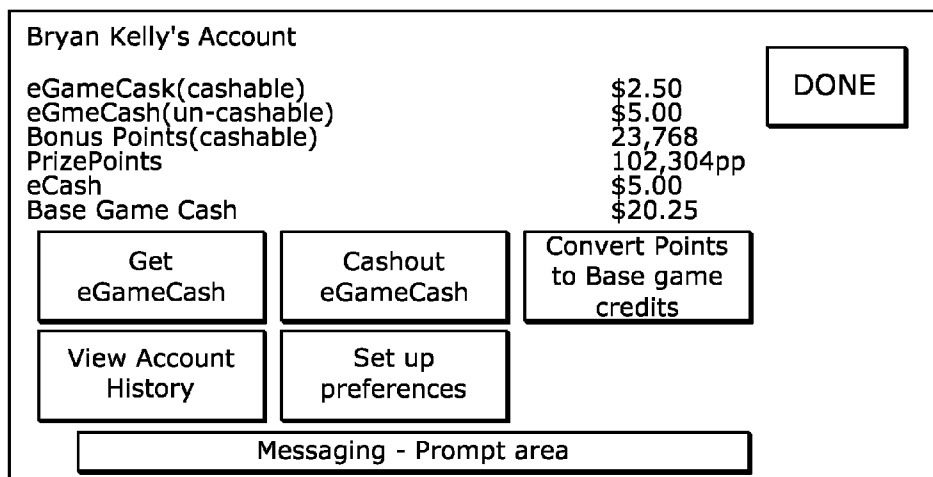 Bryan Kelly's Account
DONE
eGameCask(cashable) $2.50
eGmeCash(un-cashable) $5.00
Bonus Points(cashable) 23,768
PrizePoints 102,304pp
eCash $5.00
Base Game Cash $20.25
Get
eGameCash
Cashout
eGameCash
Convert Points
to Base game
credits
View Account
History
Set up
preferences
Messaging - Prompt area